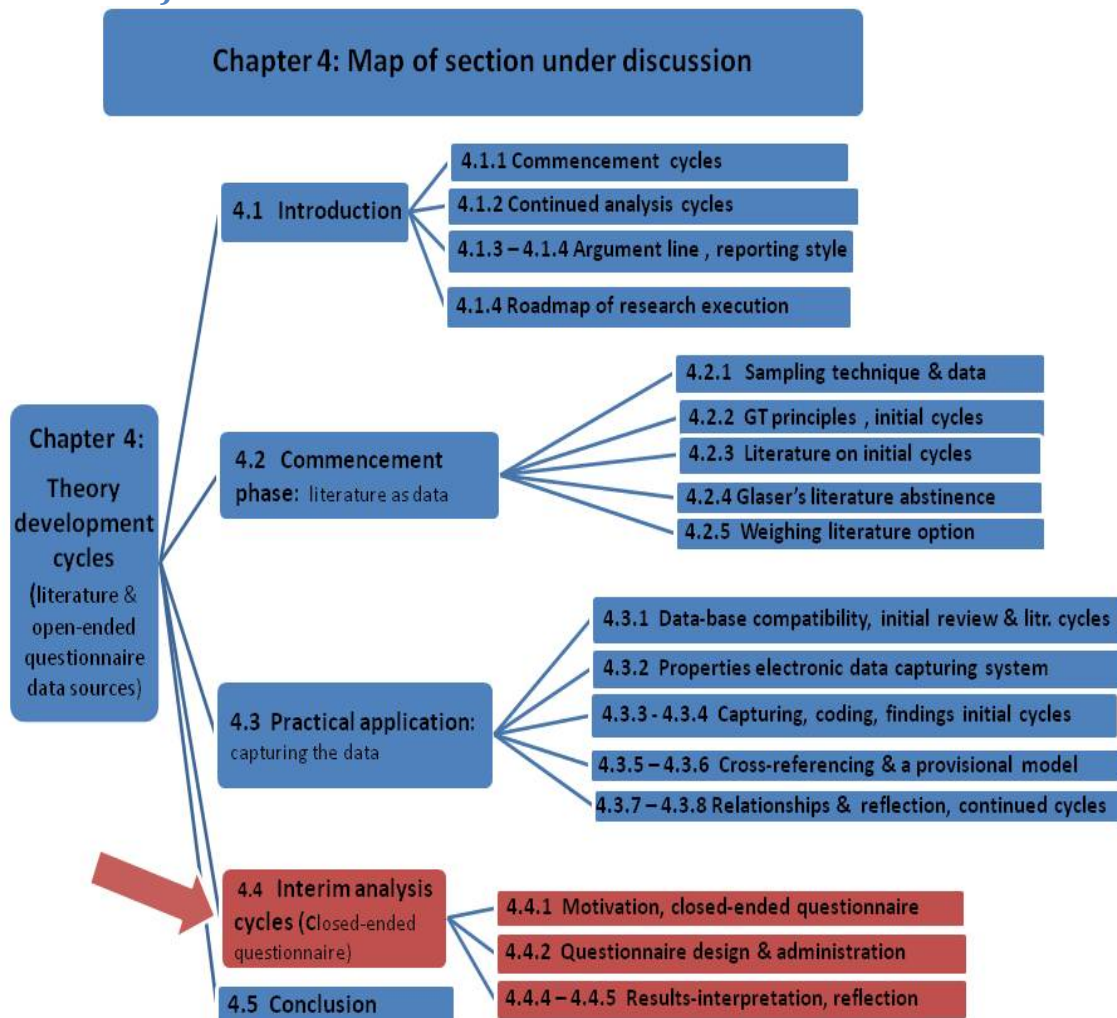 Chapter 4: Map of section under discussion
4.1 Introduction
4.1.1 Commencement cycles
4.1.2 Continued analysis cycles
4.1.3 – 4.1.4 Argument line , reporting style
4.1.4 Roadmap of research execution
Chapter 4:
Theory
development
cycles
(literature &
open-ended
questionnaire
data sources)
4.2 Commencement
phase: literature as data
4.2.1 Sampling technique & data
4.2.2 GT principles , initial cycles
4.2.3 Literature on initial cycles
4.2.4 Glaser's literature abstinence
4.2.5 Weighing literature option
4.3 Practical application:
capturing the data
4.3.1 Data-base compatibility, initial review & litr. cycles
4.3.2 Properties electronic data capturing system
4.3.3 - 4.3.4 Capturing, coding, findings initial cycles
4.3.5 – 4.3.6 Cross-referencing & a provisional model
4.3.7 – 4.3.8 Relationships & reflection, continued cycles
4.4 Interim analysis
cycles (Closed-ended
questionnaire)
4.4.1 Motivation, closed-ended questionnaire
4.4.2 Questionnaire design & administration
4.4.4 – 4.4.5 Results-interpretation, reflection
4.5 Conclusion